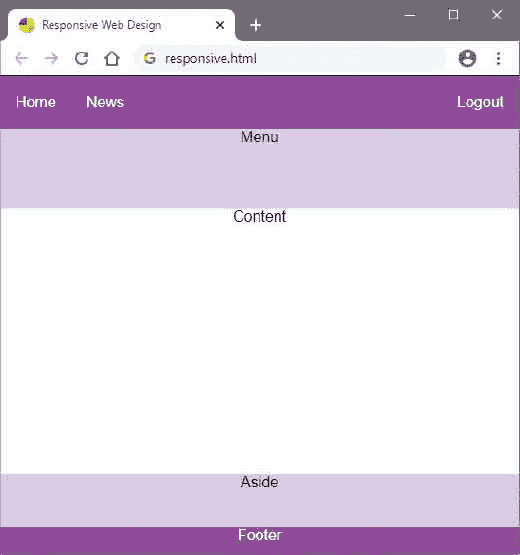 Responsive Web Design
responsive.html
Home News Logout
Menu
Content
Aside
Footer